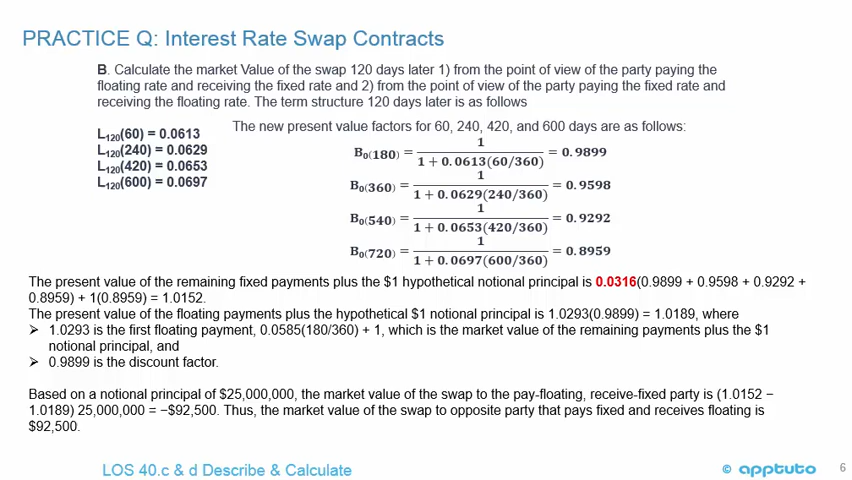 PRACTICE Q: Interest Rate Swap Contracts
B. Calculate the market Value of the swap 120 days later 1) from the point of view of the party paying the
floating rate and receiving the fixed rate and 2) from the point of view of the party paying the fixed rate and
receiving the floating rate. The term structure 120 days later is as follows
L₁₂₀(60) = 0.0613
L₁₂₀(240) = 0.0629
L₁₂₀(420) = 0.0653
L₁₂₀(600) = 0.0697
The new present value factors for 60, 240, 420, and 600 days are as follows:
B₀(180) = 1 / 1 + 0.0613(60/360) = 0.9899
B₀(360) = 1 / 1 + 0.0629(240/360) = 0.9598
B₀(540) = 1 / 1 + 0.0653(420/360) = 0.9292
B₀(720) = 1 / 1 + 0.0697(600/360) = 0.8959
The present value of the remaining fixed payments plus the $1 hypothetical notional principal is 0.0316(0.9899 + 0.9598 + 0.9292 +
0.8959) + 1(0.8959) = 1.0152.
The present value of the floating payments plus the hypothetical $1 notional principal is 1.0293(0.9899) = 1.0189, where
➢ 1.0293 is the first floating payment, 0.0585(180/360) + 1, which is the market value of the remaining payments plus the $1
notional principal, and
➢ 0.9899 is the discount factor.
Based on a notional principal of $25,000,000, the market value of the swap to the pay-floating, receive-fixed party is (1.0152 −
1.0189) 25,000,000 = −$92,500. Thus, the market value of the swap to opposite party that pays fixed and receives floating is
$92,500.
LOS 40.c & d Describe & Calculate
© apptuto
6